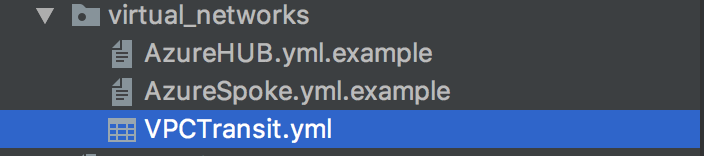 virtual_networks
AzureHUB.yml.example
AzureSpoke.yml.example
VPCTransit.yml